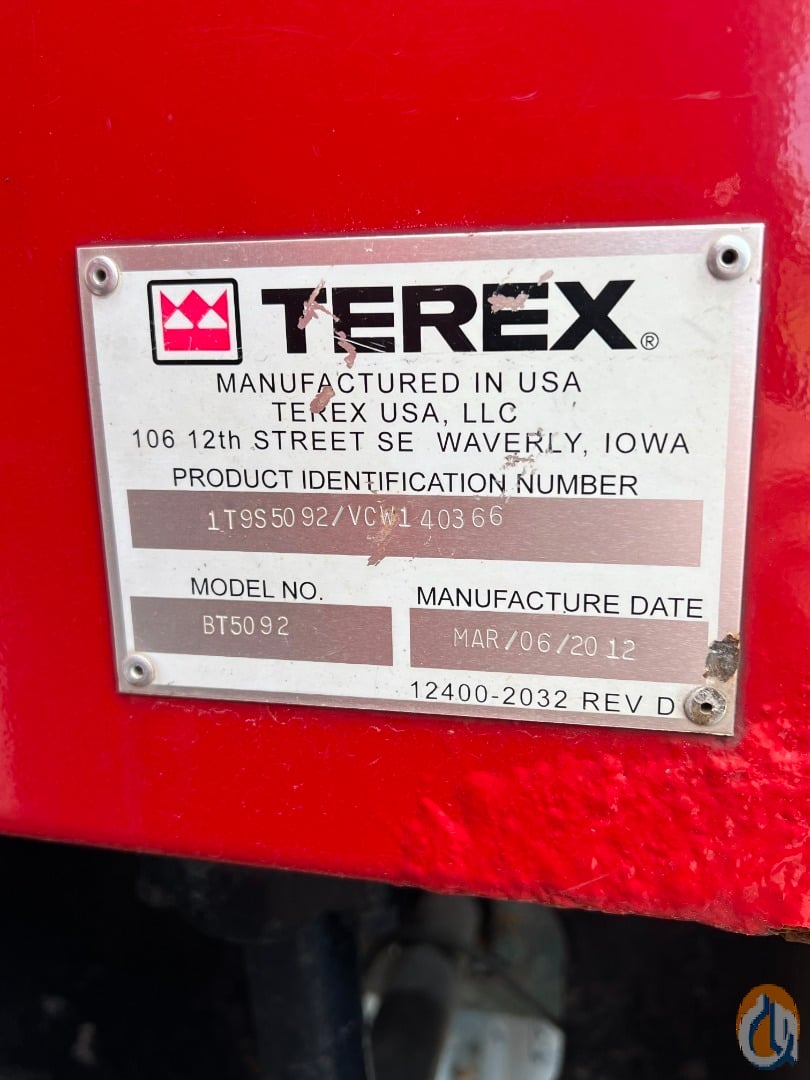 TEREX®
MANUFACTURED IN USA
TEREX USA, LLC
106 12th STREET SE WAVERLY, IOWA
PRODUCT IDENTIFICATION NUMBER
1T9S5092/VCW140366
MODEL NO.
BT5092
MANUFACTURE DATE
MAR/06/2012
12400-2032 REV D